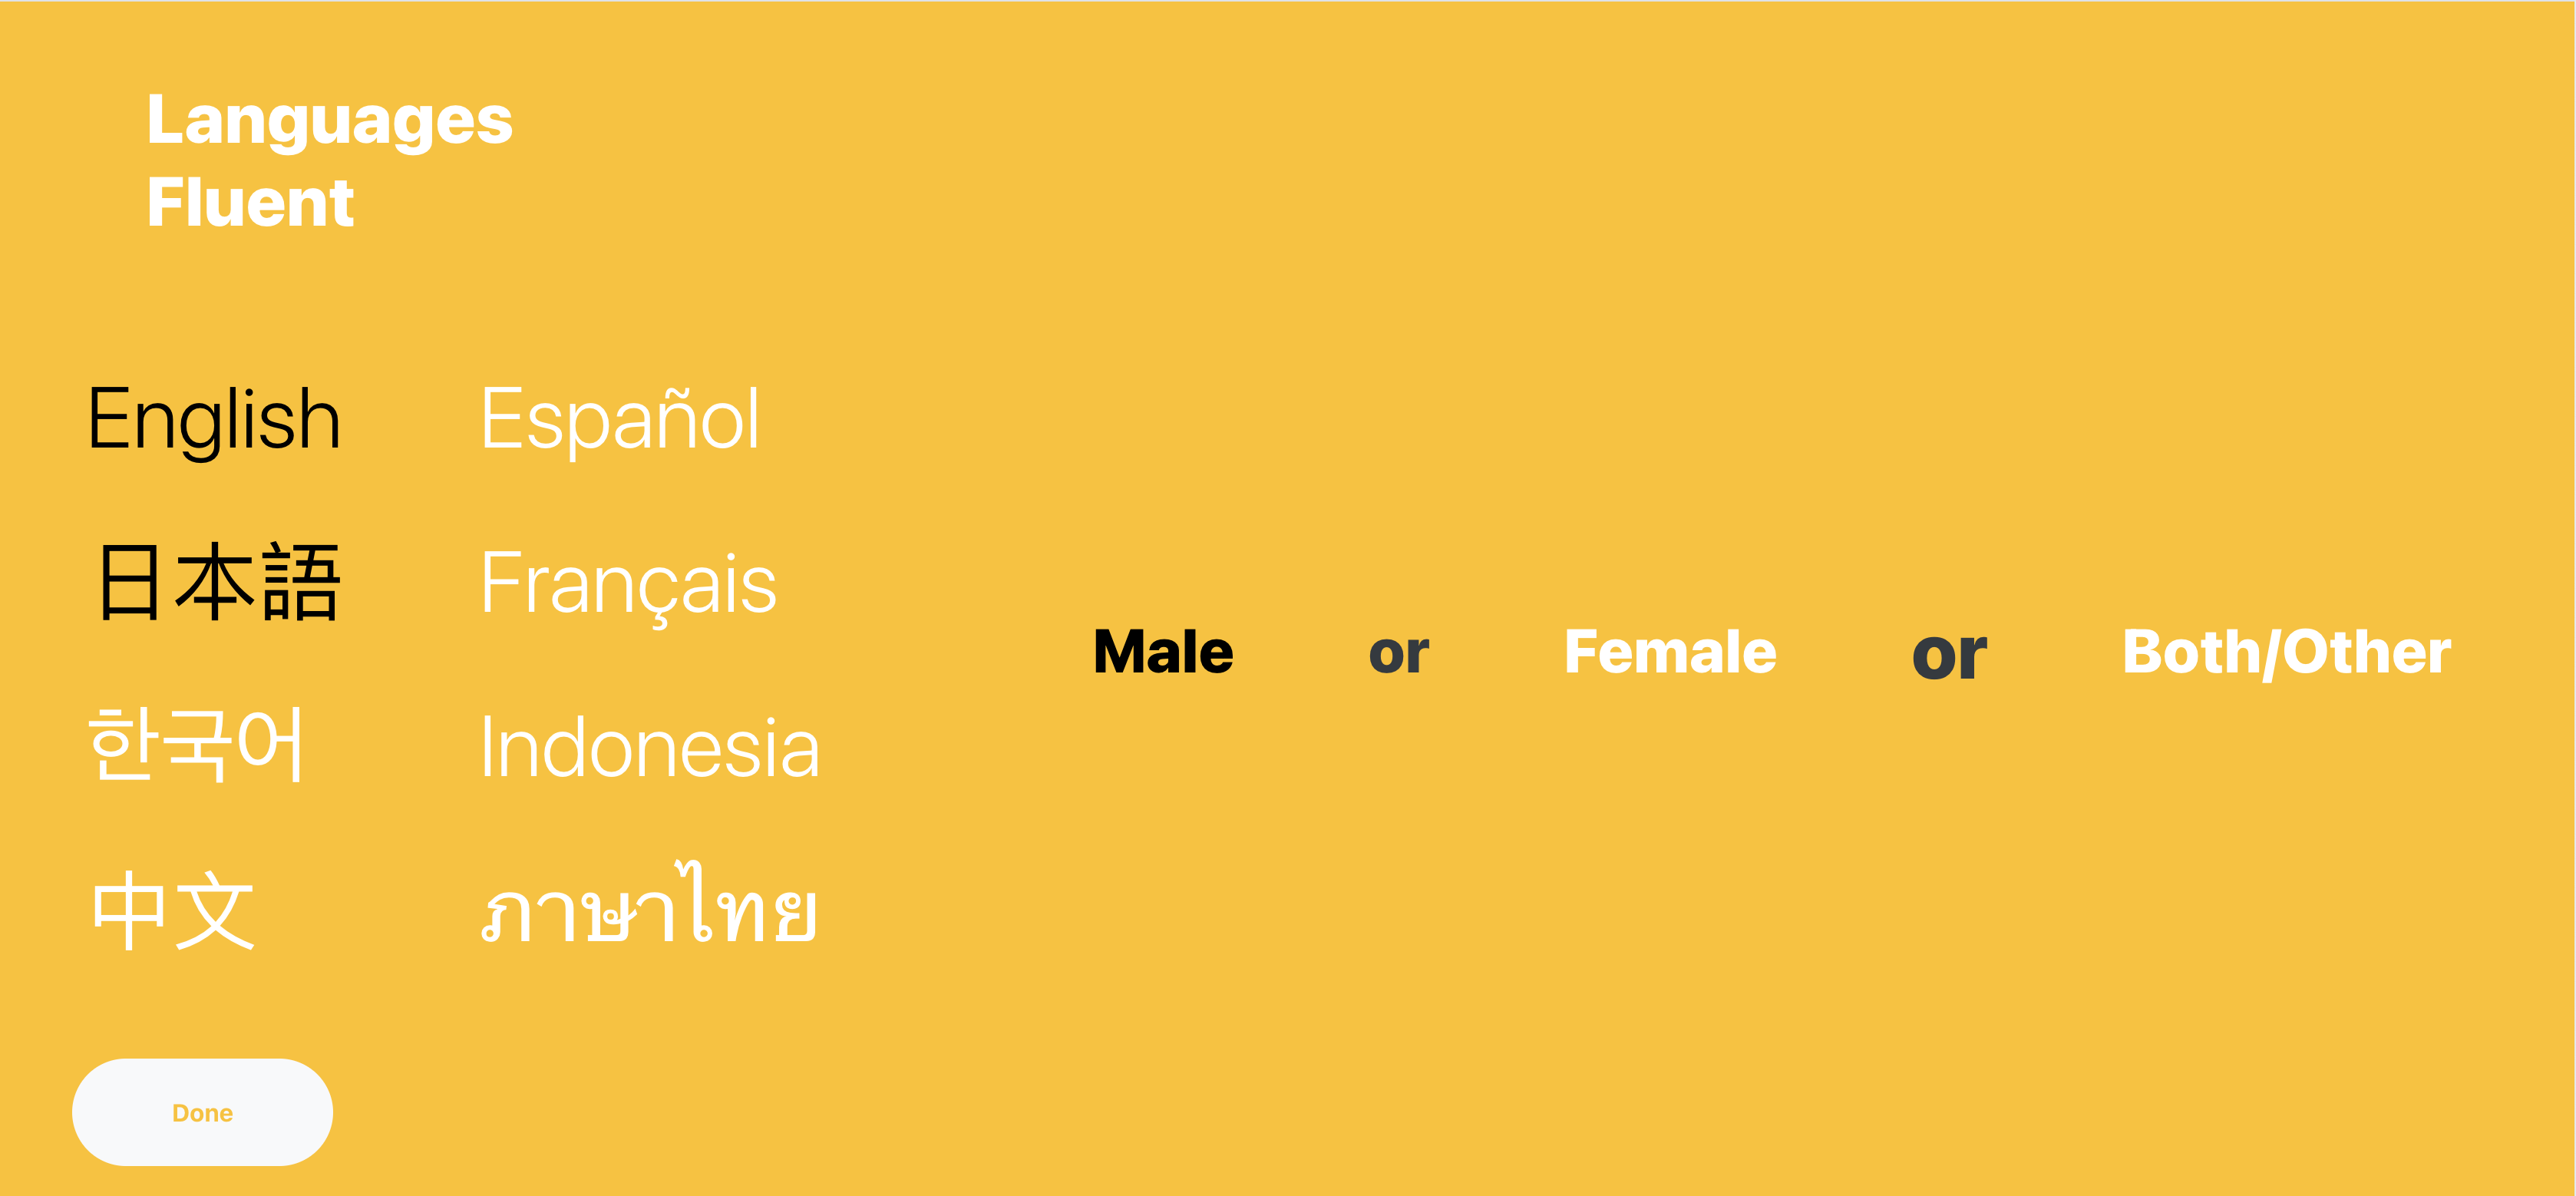 Languages
Fluent
English Español
日本語 Français
Male or Female or Both/Other
한국어 Indonesia
中文 ภาษาไทย
Done